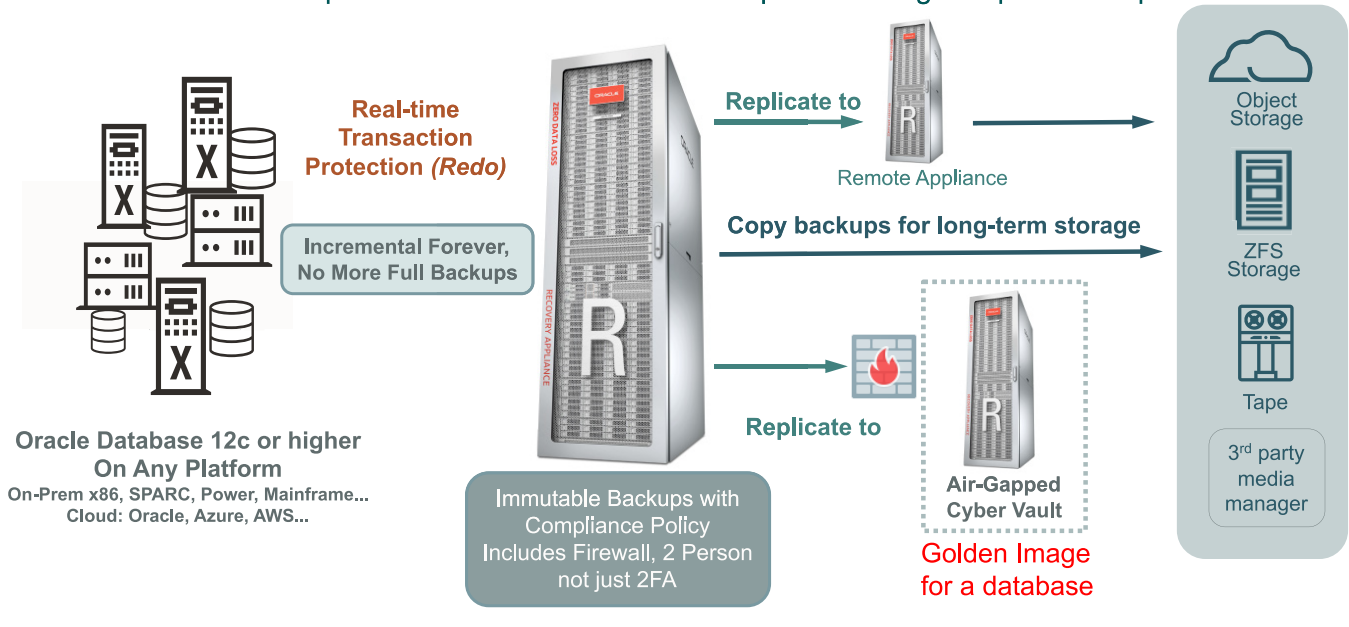 Real-time
Transaction
Protection (Redo)
Incremental Forever,
No More Full Backups
Oracle Database 12c or higher
On Any Platform
On-Prem x86, SPARC, Power, Mainframe...
Cloud: Oracle, Azure, AWS...
X
X
X
ORACLE
ZERO DATA LOSS
RECOVERY APPLIANCE
R
ORACLE
Immutable Backups with
Compliance Policy
Includes Firewall, 2 Person
not just 2FA
Replicate to
R
Remote Appliance
Copy backups for long-term storage
Replicate to
R
Air-Gapped
Cyber Vault
Golden Image
for a database
Object
Storage
ZFS
Storage
Tape
3rd party
media
manager